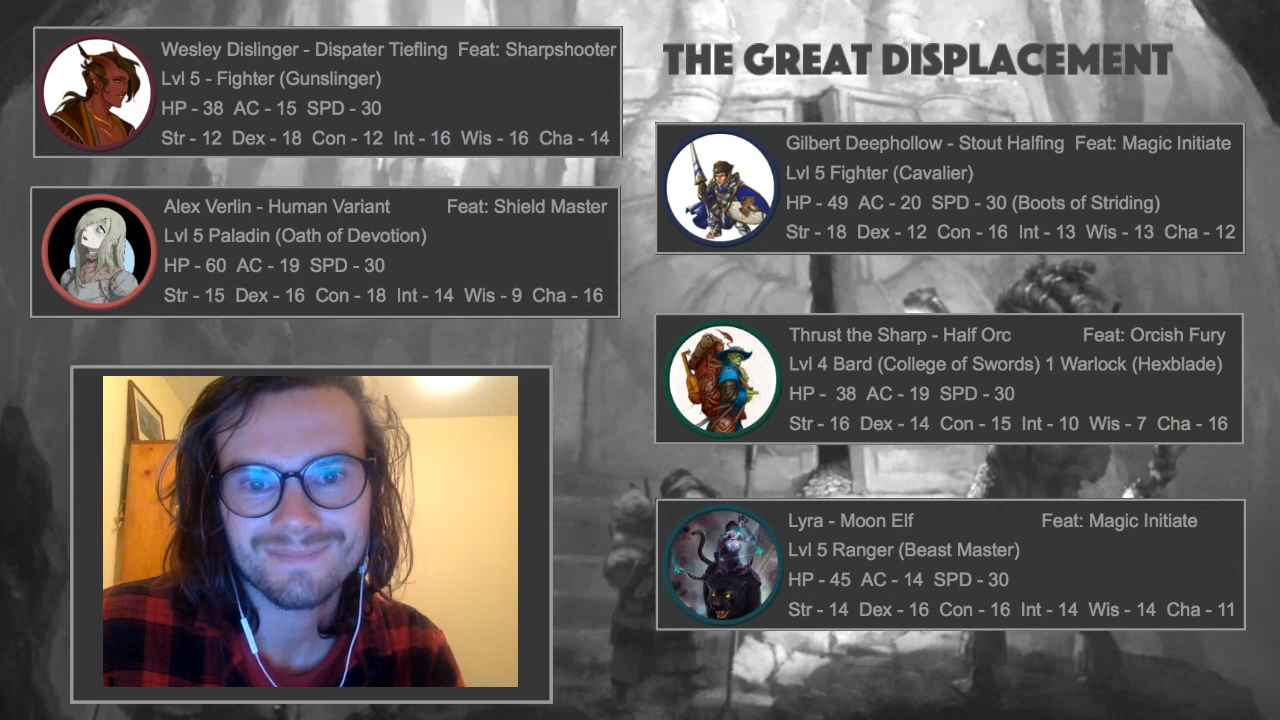 Wesley Dislinger - Dispater Tiefling Feat: Sharpshooter
Lvl 5 - Fighter (Gunslinger)
HP - 38 AC - 15 SPD - 30
Str - 12 Dex - 18 Con - 12 Int - 16 Wis - 16 Cha - 14
Alex Verlin - Human Variant Feat: Shield Master
Lvl 5 Paladin (Oath of Devotion)
HP - 60 AC - 19 SPD - 30
Str - 15 Dex - 16 Con - 18 Int - 14 Wis - 9 Cha - 16
THE GREAT DISPLACEMENT
Gilbert Deephollow - Stout Halfing Feat: Magic Initiate
Lvl 5 Fighter (Cavalier)
HP - 49 AC - 20 SPD - 30 (Boots of Striding)
Str - 18 Dex - 12 Con - 16 Int - 13 Wis - 13 Cha - 12
Thrust the Sharp - Half Orc Feat: Orcish Fury
Lvl 4 Bard (College of Swords) 1 Warlock (Hexblade)
HP - 38 AC - 19 SPD - 30
Str - 16 Dex - 14 Con - 15 Int - 10 Wis - 7 Cha - 16
Lyra - Moon Elf Feat: Magic Initiate
Lvl 5 Ranger (Beast Master)
HP - 45 AC - 14 SPD - 30
Str - 14 Dex - 16 Con - 16 Int - 14 Wis - 14 Cha - 11